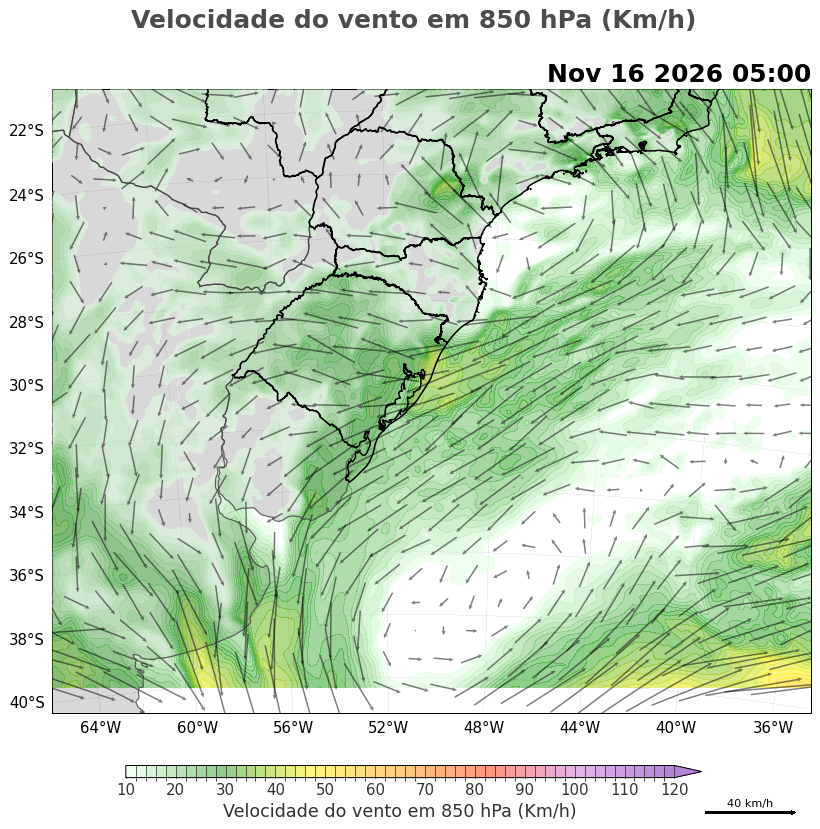 Velocidade do vento em 850 hPa (Km/h)
Nov 16 2026 05:00
22°S
24°S
26°S
28°S
30°S
32°S
34°S
36°S
38°S
40°S
64°W 60°W 56°W 52°W 48°W 44°W 40°W 36°W
10 20 30 40 50 60 70 80 90 100 110 120
Velocidade do vento em 850 hPa (Km/h)
40 km/h